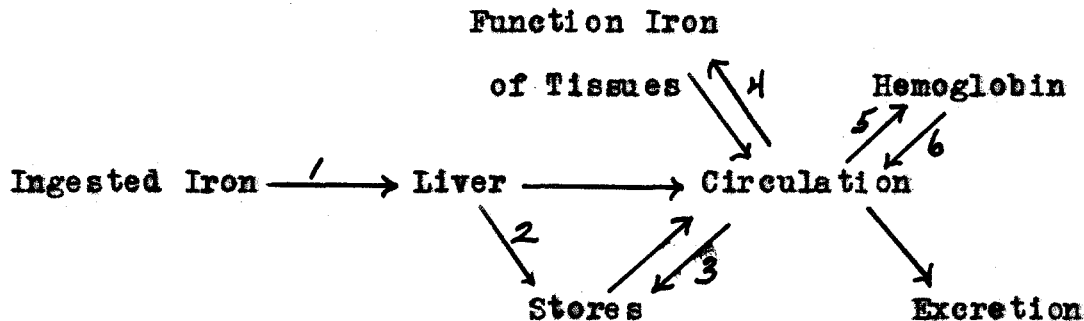 Function Iron
of Tissues 4 Hemoglobin
5
6
Ingested Iron 1 Liver Circulation
2
3
Stores Excretion